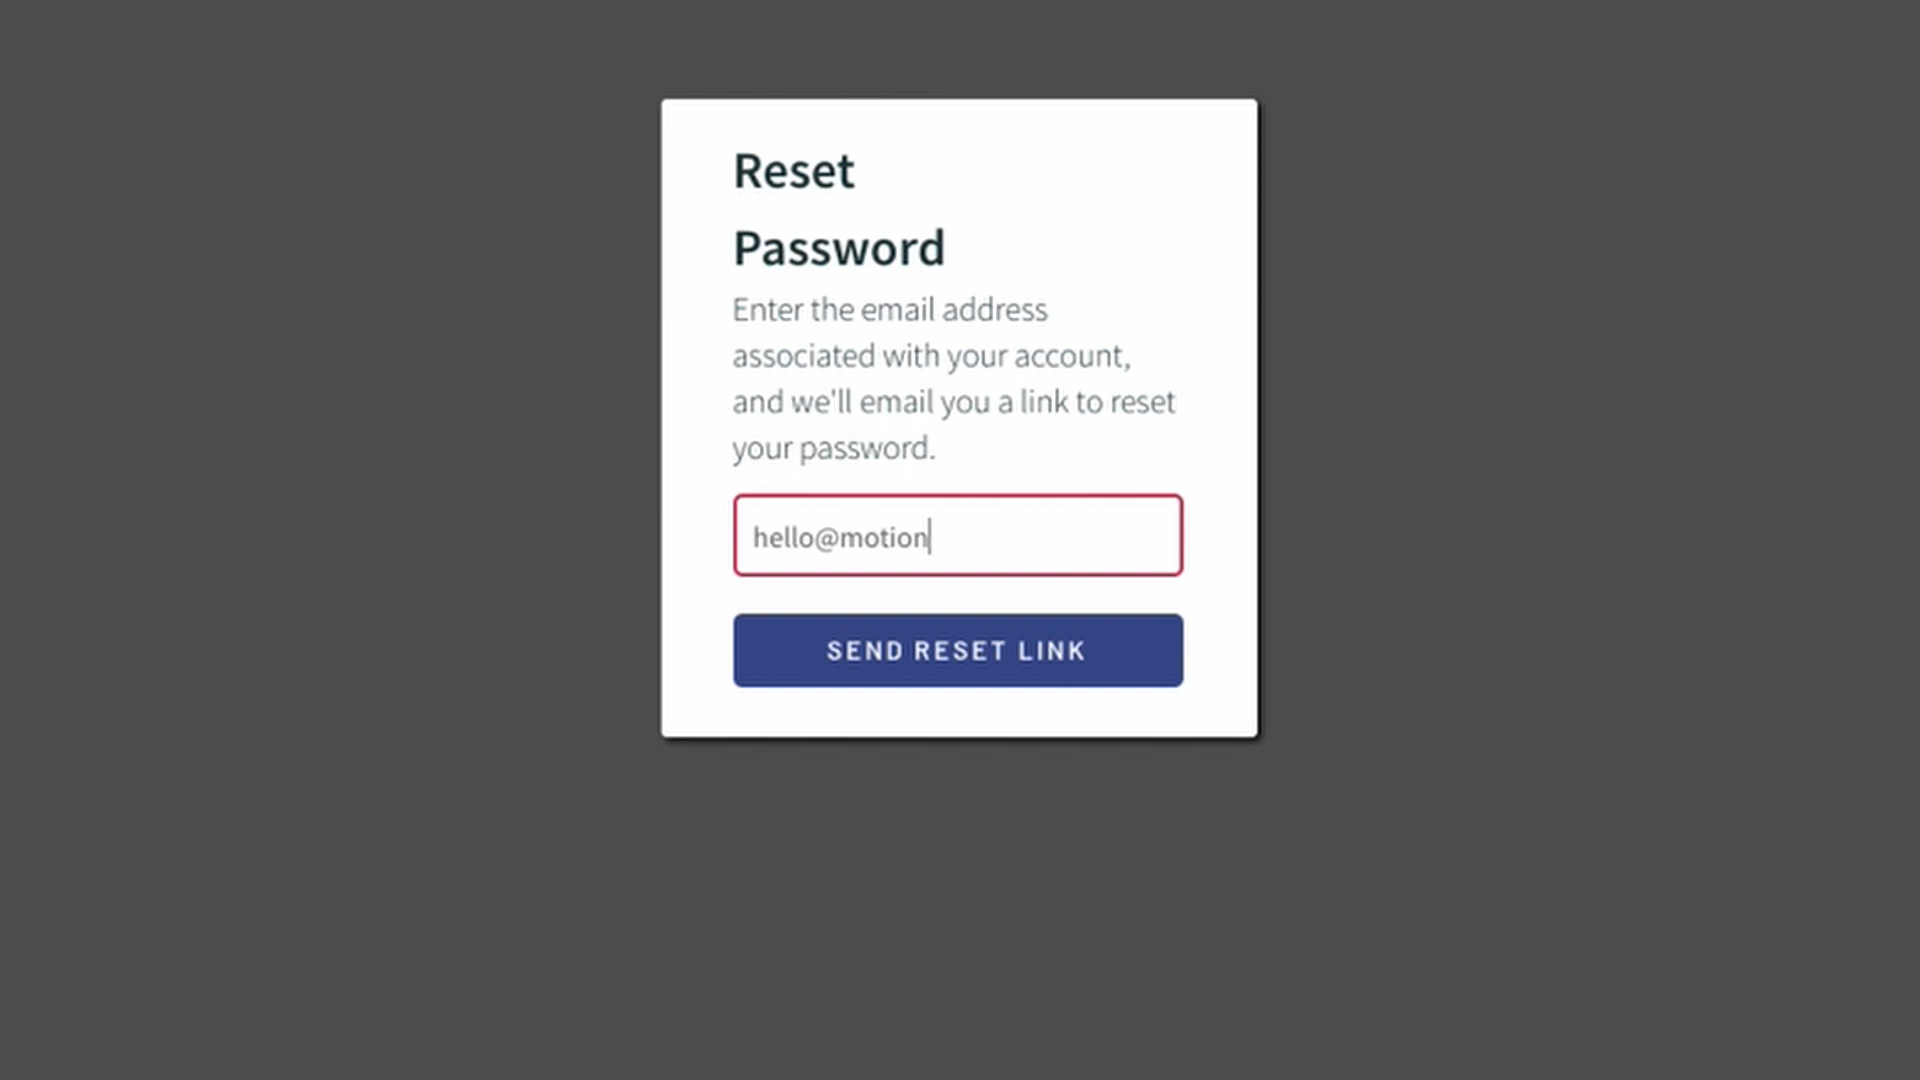 Reset
Password
Enter the email address
associated with your account,
and we'll email you a link to reset
your password.
hello@motion
SEND RESET LINK